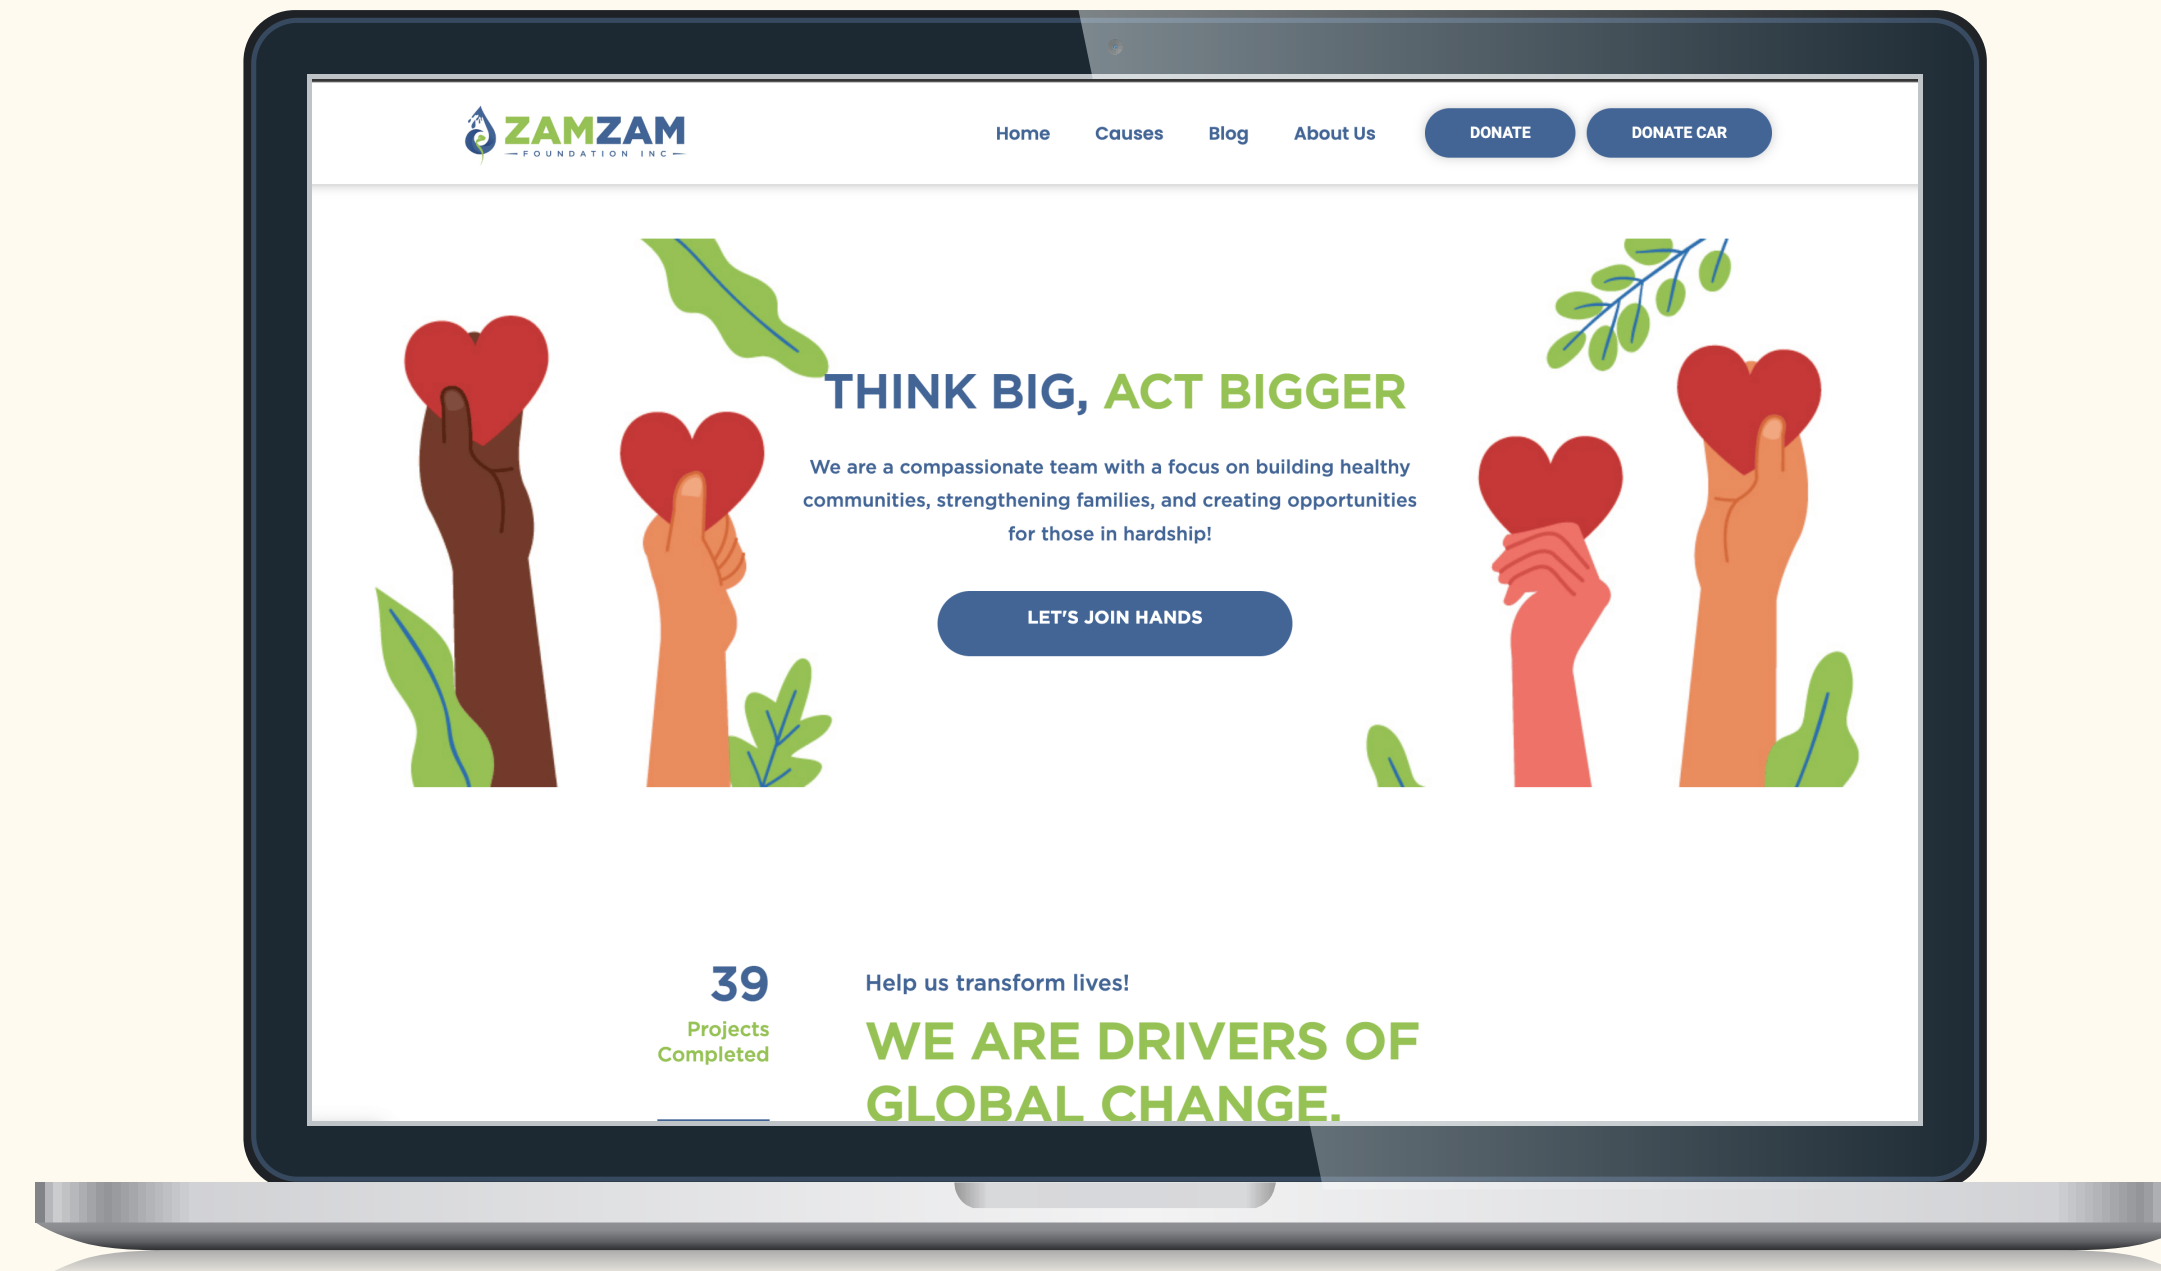 ZAMZAM
FOUNDATION INC
Home Causes Blog About Us DONATE DONATE CAR
THINK BIG, ACT BIGGER
We are a compassionate team with a focus on building healthy
communities, strengthening families, and creating opportunities
for those in hardship!
LET'S JOIN HANDS
39
Projects
Completed
Help us transform lives!
WE ARE DRIVERS OF
GLOBAL CHANGE.